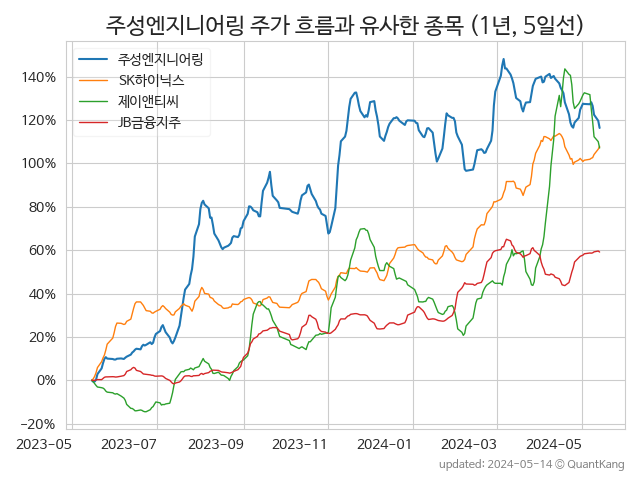 주성엔지니어링 주가 흐름과 유사한 종목 (1년, 5일선)
주성엔지니어링
SK하이닉스
제이앤티씨
JB금융지주
140%
120%
100%
80%
60%
40%
20%
0%
−20%
2023-05 2023-07 2023-09 2023-11 2024-01 2024-03 2024-05
updated: 2024-05-14 © QuantKang